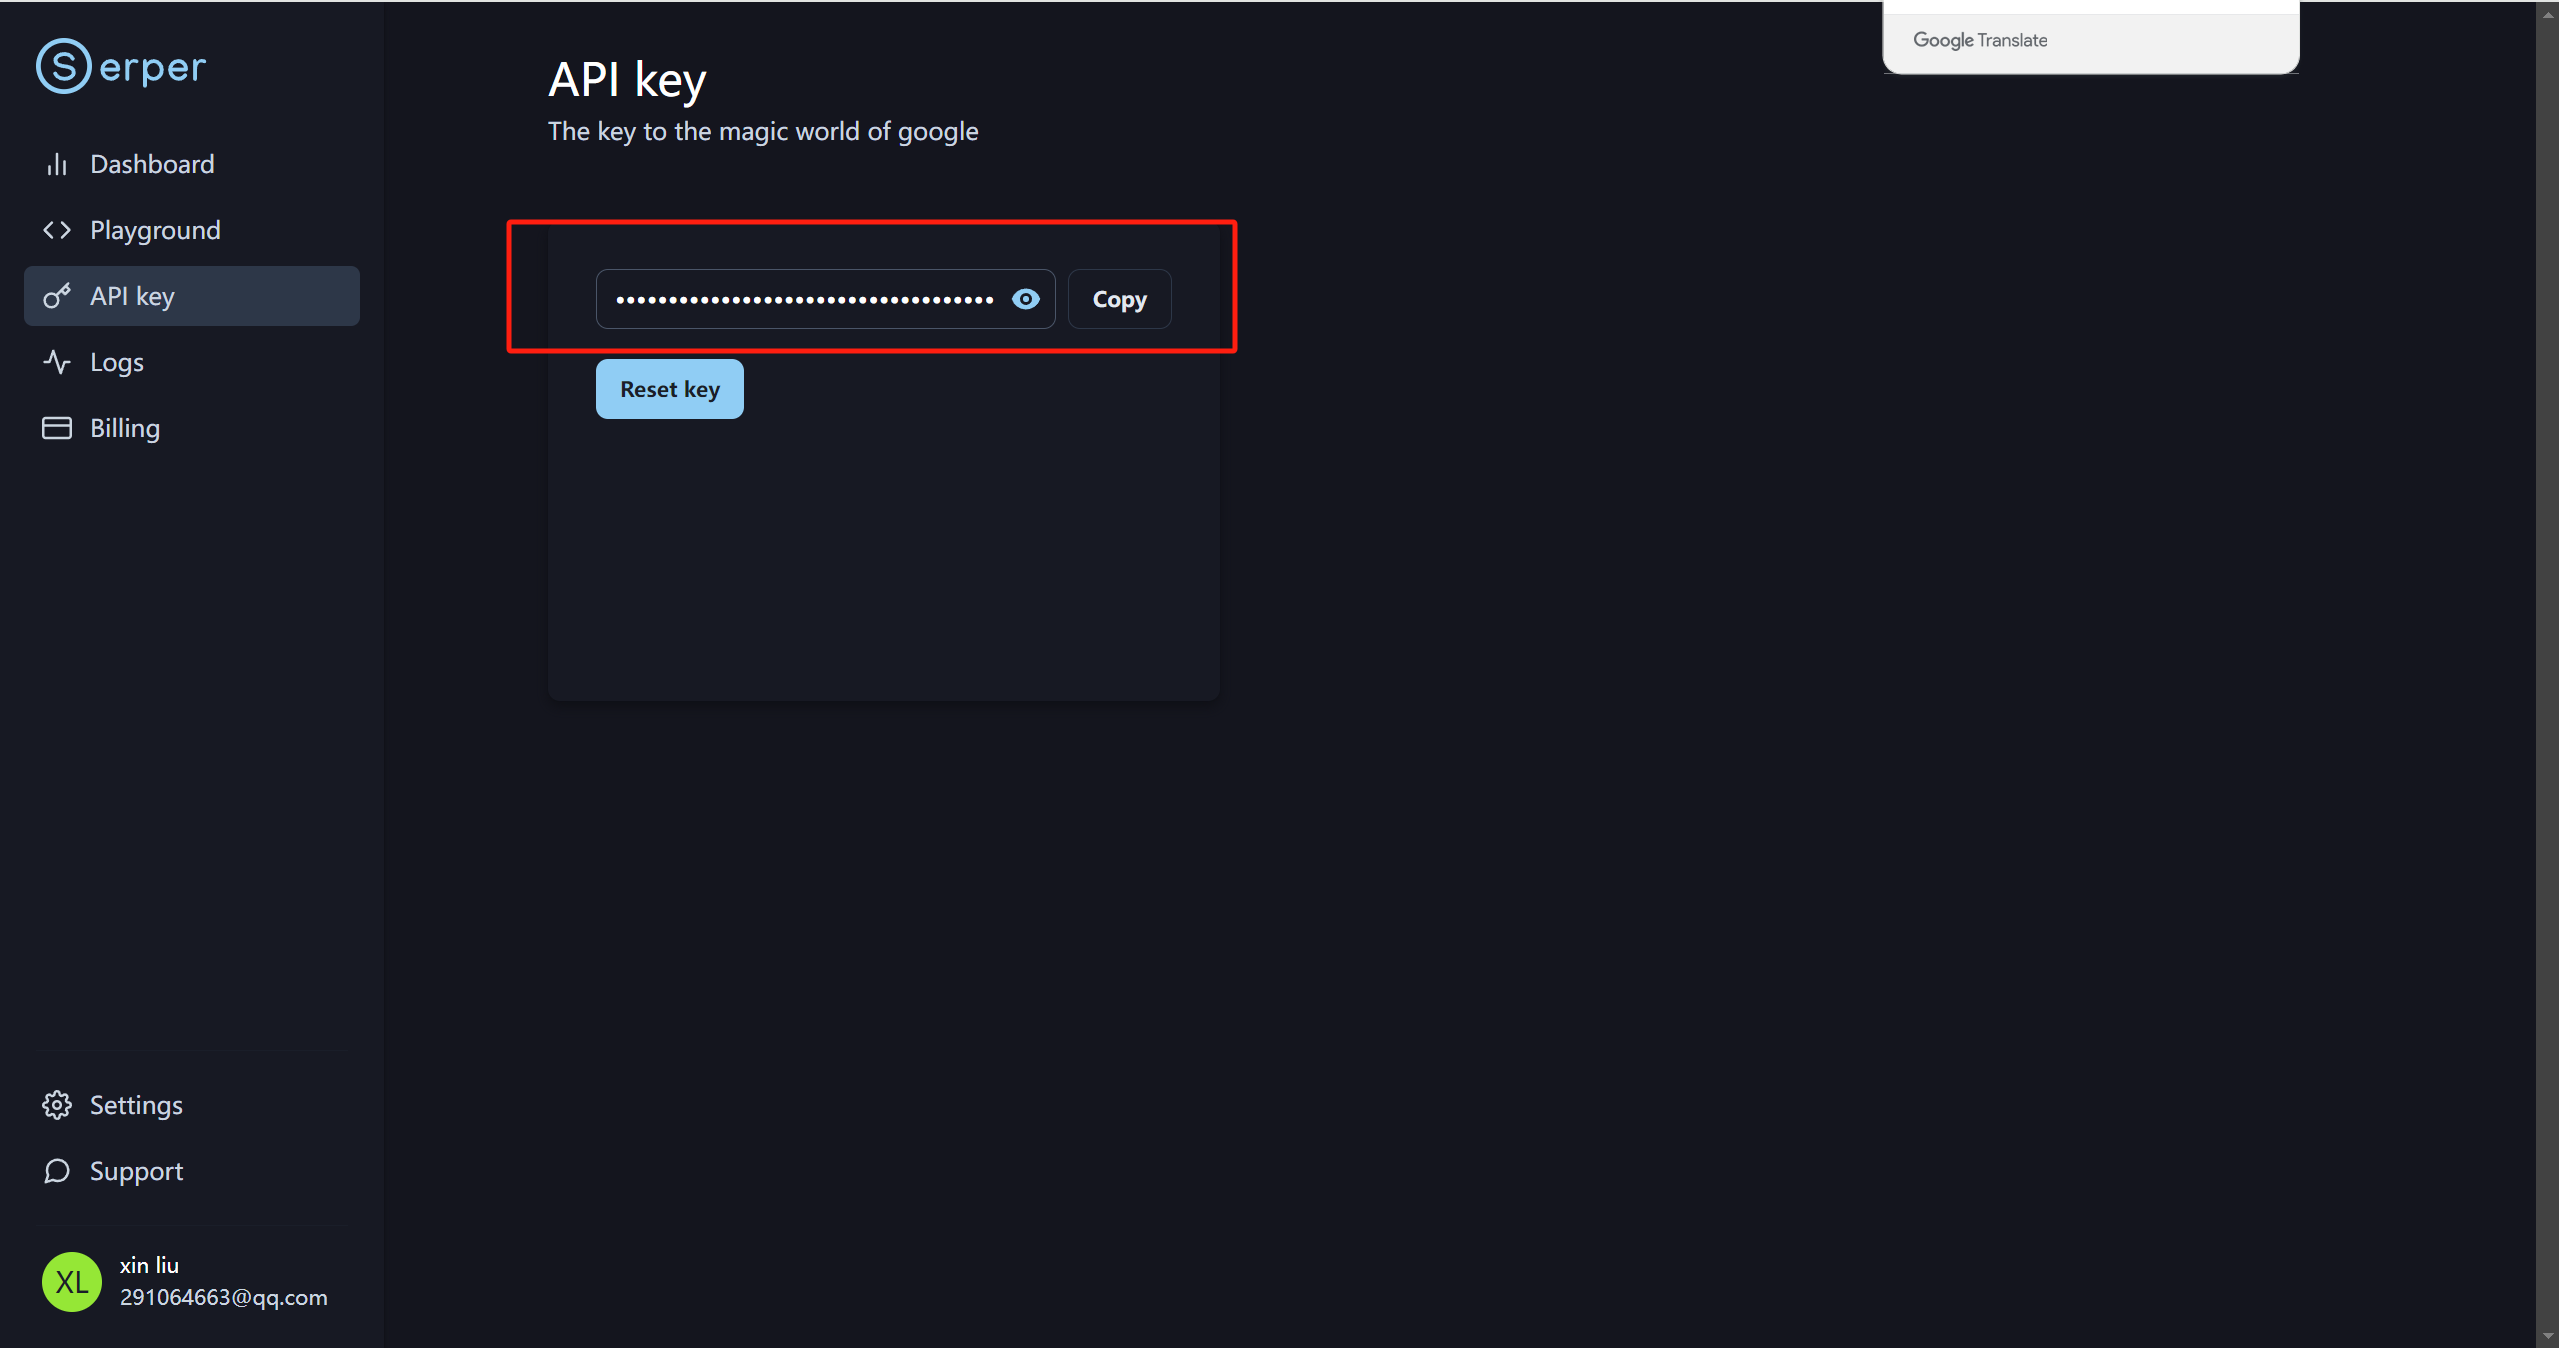 Serper
Dashboard
Playground
API key
Logs
Billing
Settings
Support
XL
xin liu
291064663@qq.com
API key
The key to the magic world of google
••••••••••••••••••••••••••••••••••••
Copy
Reset key
Google Translate